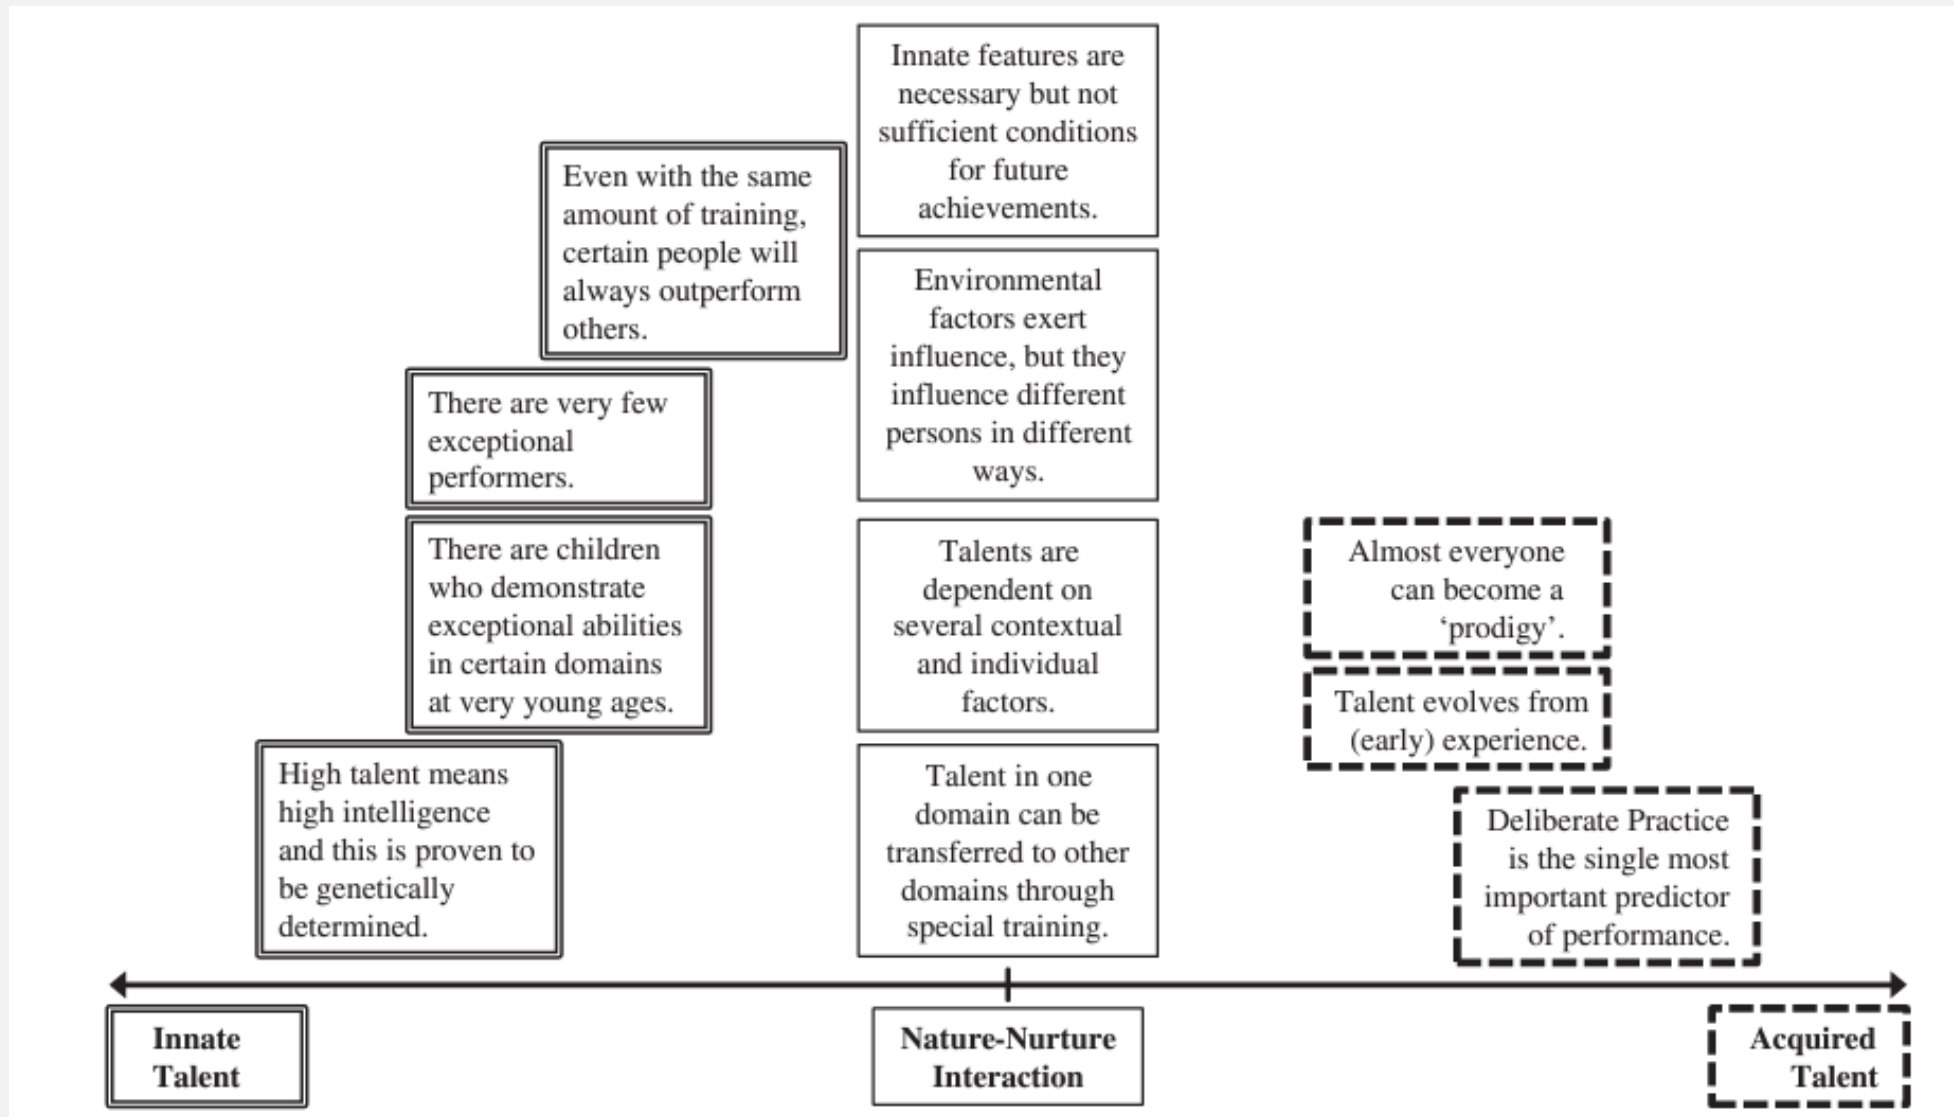 Innate features are
necessary but not
sufficient conditions
for future
achievements.
Even with the same
amount of training,
certain people will
always outperform
others.
Environmental
factors exert
influence, but they
influence different
persons in different
ways.
There are very few
exceptional
performers.
There are children
who demonstrate
exceptional abilities
in certain domains
at very young ages.
Talents are
dependent on
several contextual
and individual
factors.
Almost everyone
can become a
‘prodigy’.
Talent evolves from
(early) experience.
High talent means
high intelligence
and this is proven to
be genetically
determined.
Talent in one
domain can be
transferred to other
domains through
special training.
Deliberate Practice
is the single most
important predictor
of performance.
Innate
Talent
Nature-Nurture
Interaction
Acquired
Talent